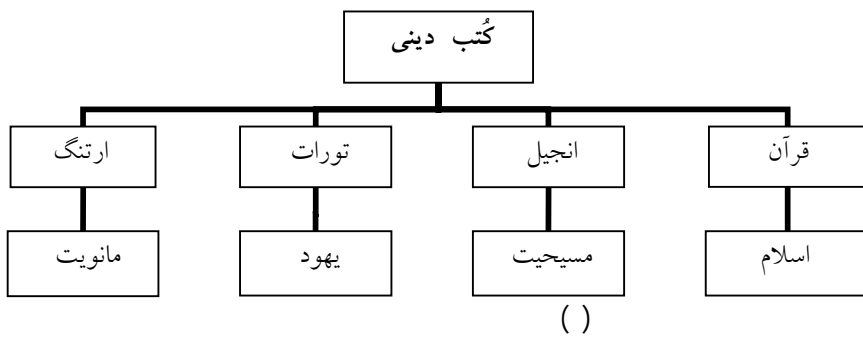 کُتب دینی
قرآن
انجیل
تورات
ارتنگ
اسلام
مسیحیت
یهود
مانویت
( )